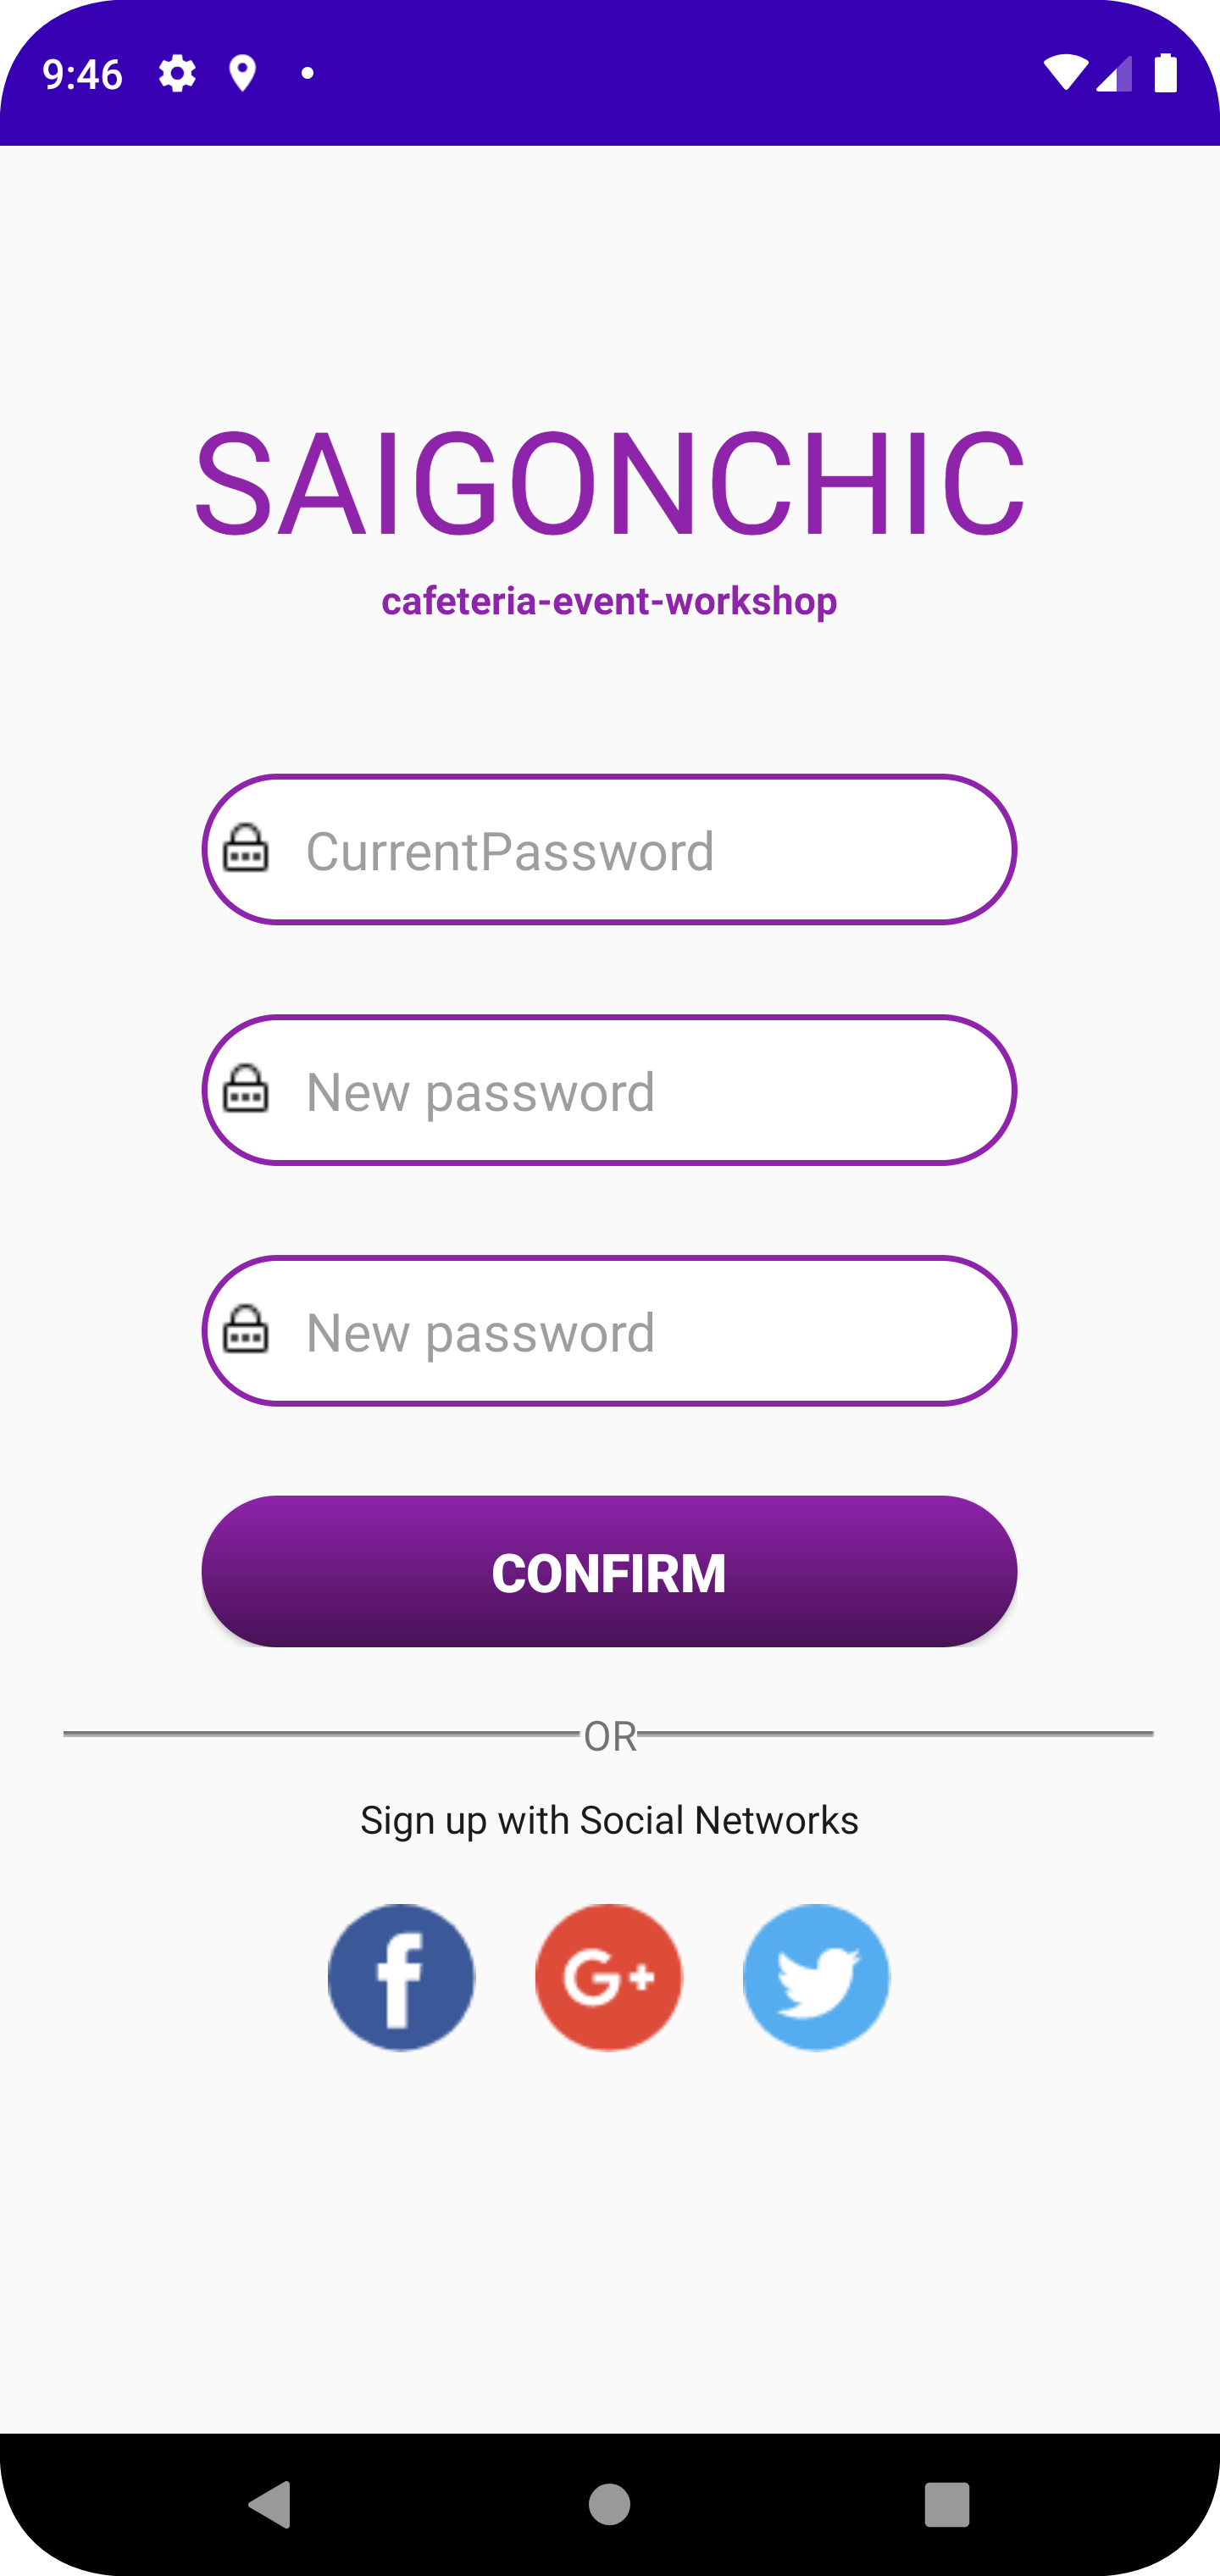 9:46
SAIGONCHIC
cafeteria-event-workshop
CurrentPassword
New password
New password
CONFIRM
OR
Sign up with Social Networks
f
G+